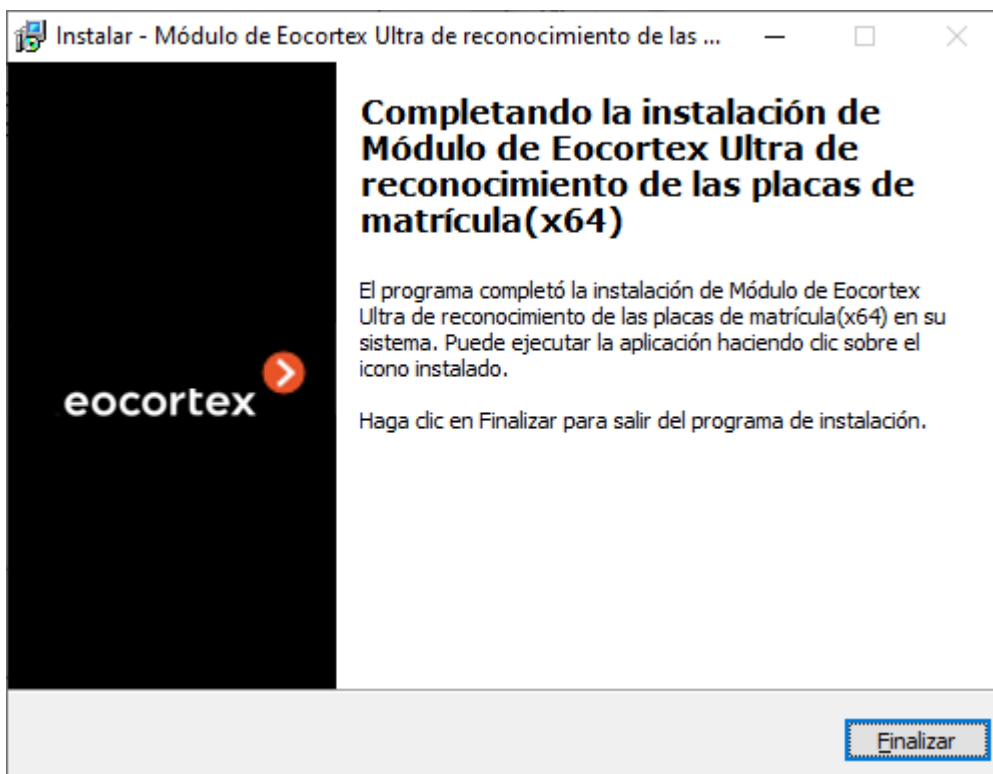 Instalar - Módulo de Eocortex Ultra de reconocimiento de las ...
Completando la instalación de
Módulo de Eocortex Ultra de
reconocimiento de las placas de
matrícula(x64)
El programa completó la instalación de Módulo de Eocortex
Ultra de reconocimiento de las placas de matrícula(x64) en su
sistema. Puede ejecutar la aplicación haciendo clic sobre el
icono instalado.
eocortex
Haga clic en Finalizar para salir del programa de instalación.
Finalizar